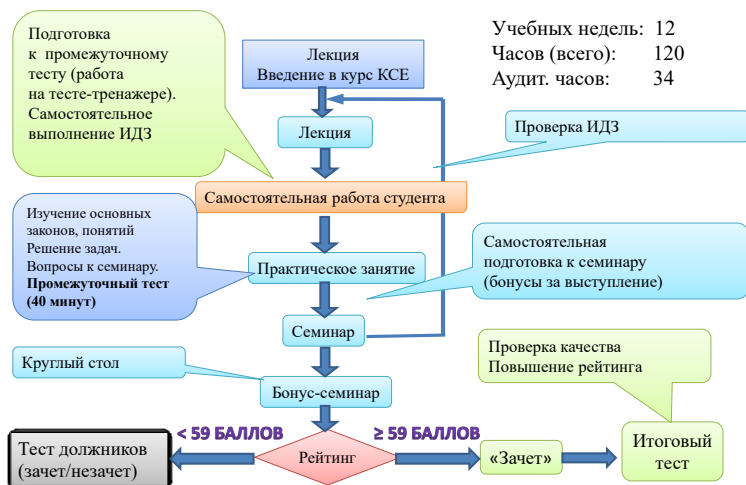 Подготовка
к промежуточному
тесту (работа
на тесте-тренажере).
Самостоятельное
выполнение ИДЗ
Лекция
Введение в курс КСЕ
Учебных недель: 12
Часов (всего): 120
Аудит. часов: 34
Лекция
Проверка ИДЗ
Самостоятельная работа студента
Изучение основных
законов, понятий
Решение задач.
Вопросы к семинару.
Промежуточный тест
(40 минут)
Практическое занятие
Самостоятельная
подготовка к семинару
(бонусы за выступление)
Семинар
Круглый стол
Бонус-семинар
Проверка качества
Повышение рейтинга
< 59 БАЛЛОВ
≥ 59 БАЛЛОВ
Тест должников
(зачет/незачет)
Рейтинг
«Зачет»
Итоговый
тест